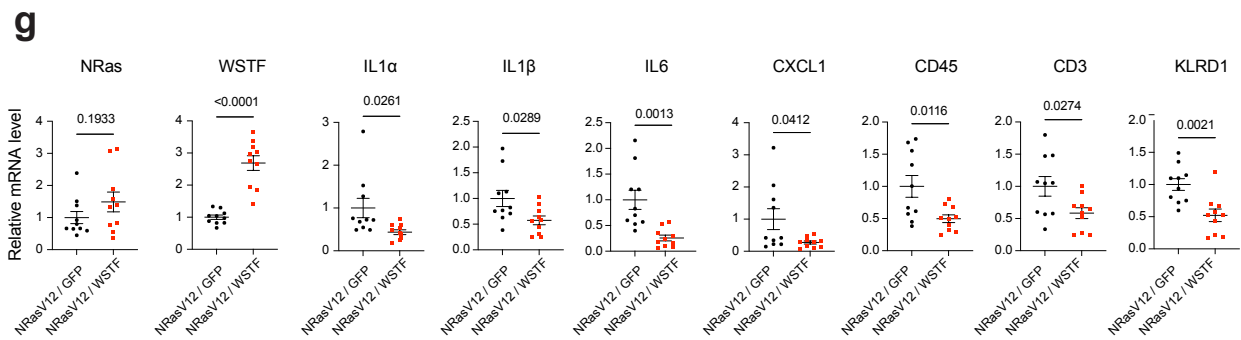 g
NRas WSTF IL1α IL1β IL6 CXCL1 CD45 CD3 KLRD1
0.1933 <0.0001 0.0261 0.0289 0.0013 0.0412 0.0116 0.0274 0.0021
Relative mRNA level
4 3 2 1 0
4 3 2 1 0
3 2 1 0
2.5 2.0 1.5 1.0 0.5 0.0
2.5 2.0 1.5 1.0 0.5 0.0
4 3 2 1 0
2.0 1.5 1.0 0.5 0.0
2.0 1.5 1.0 0.5 0.0
2.0 1.5 1.0 0.5 0.0
NRasV12 / GFP NRasV12 / WSTF
NRasV12 / GFP NRasV12 / WSTF
NRasV12 / GFP NRasV12 / WSTF
NRasV12 / GFP NRasV12 / WSTF
NRasV12 / GFP NRasV12 / WSTF
NRasV12 / GFP NRasV12 / WSTF
NRasV12 / GFP NRasV12 / WSTF
NRasV12 / GFP NRasV12 / WSTF
NRasV12 / GFP NRasV12 / WSTF